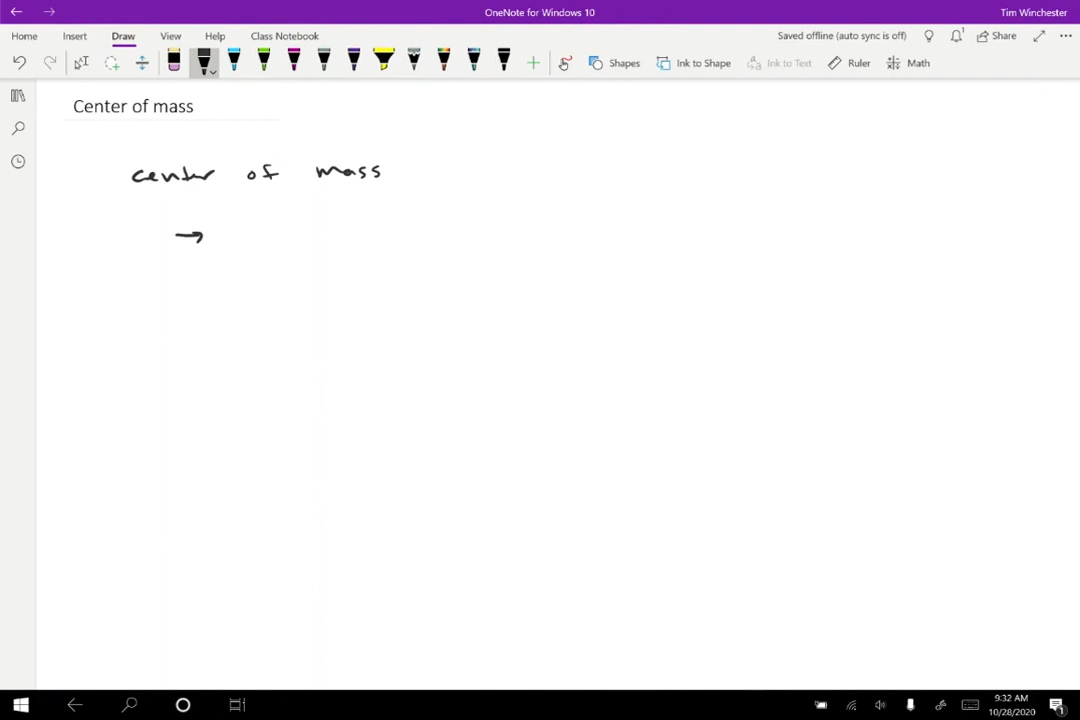 OneNote for Windows 10
Tim Winchester
Home Insert Draw View Help Class Notebook
Saved offline (auto sync is off)
1
Share
Shapes
Ink to Shape
Ink to Text
Ruler
Math
Center of mass
center of mass
→
9:32 AM
10/28/2020
1